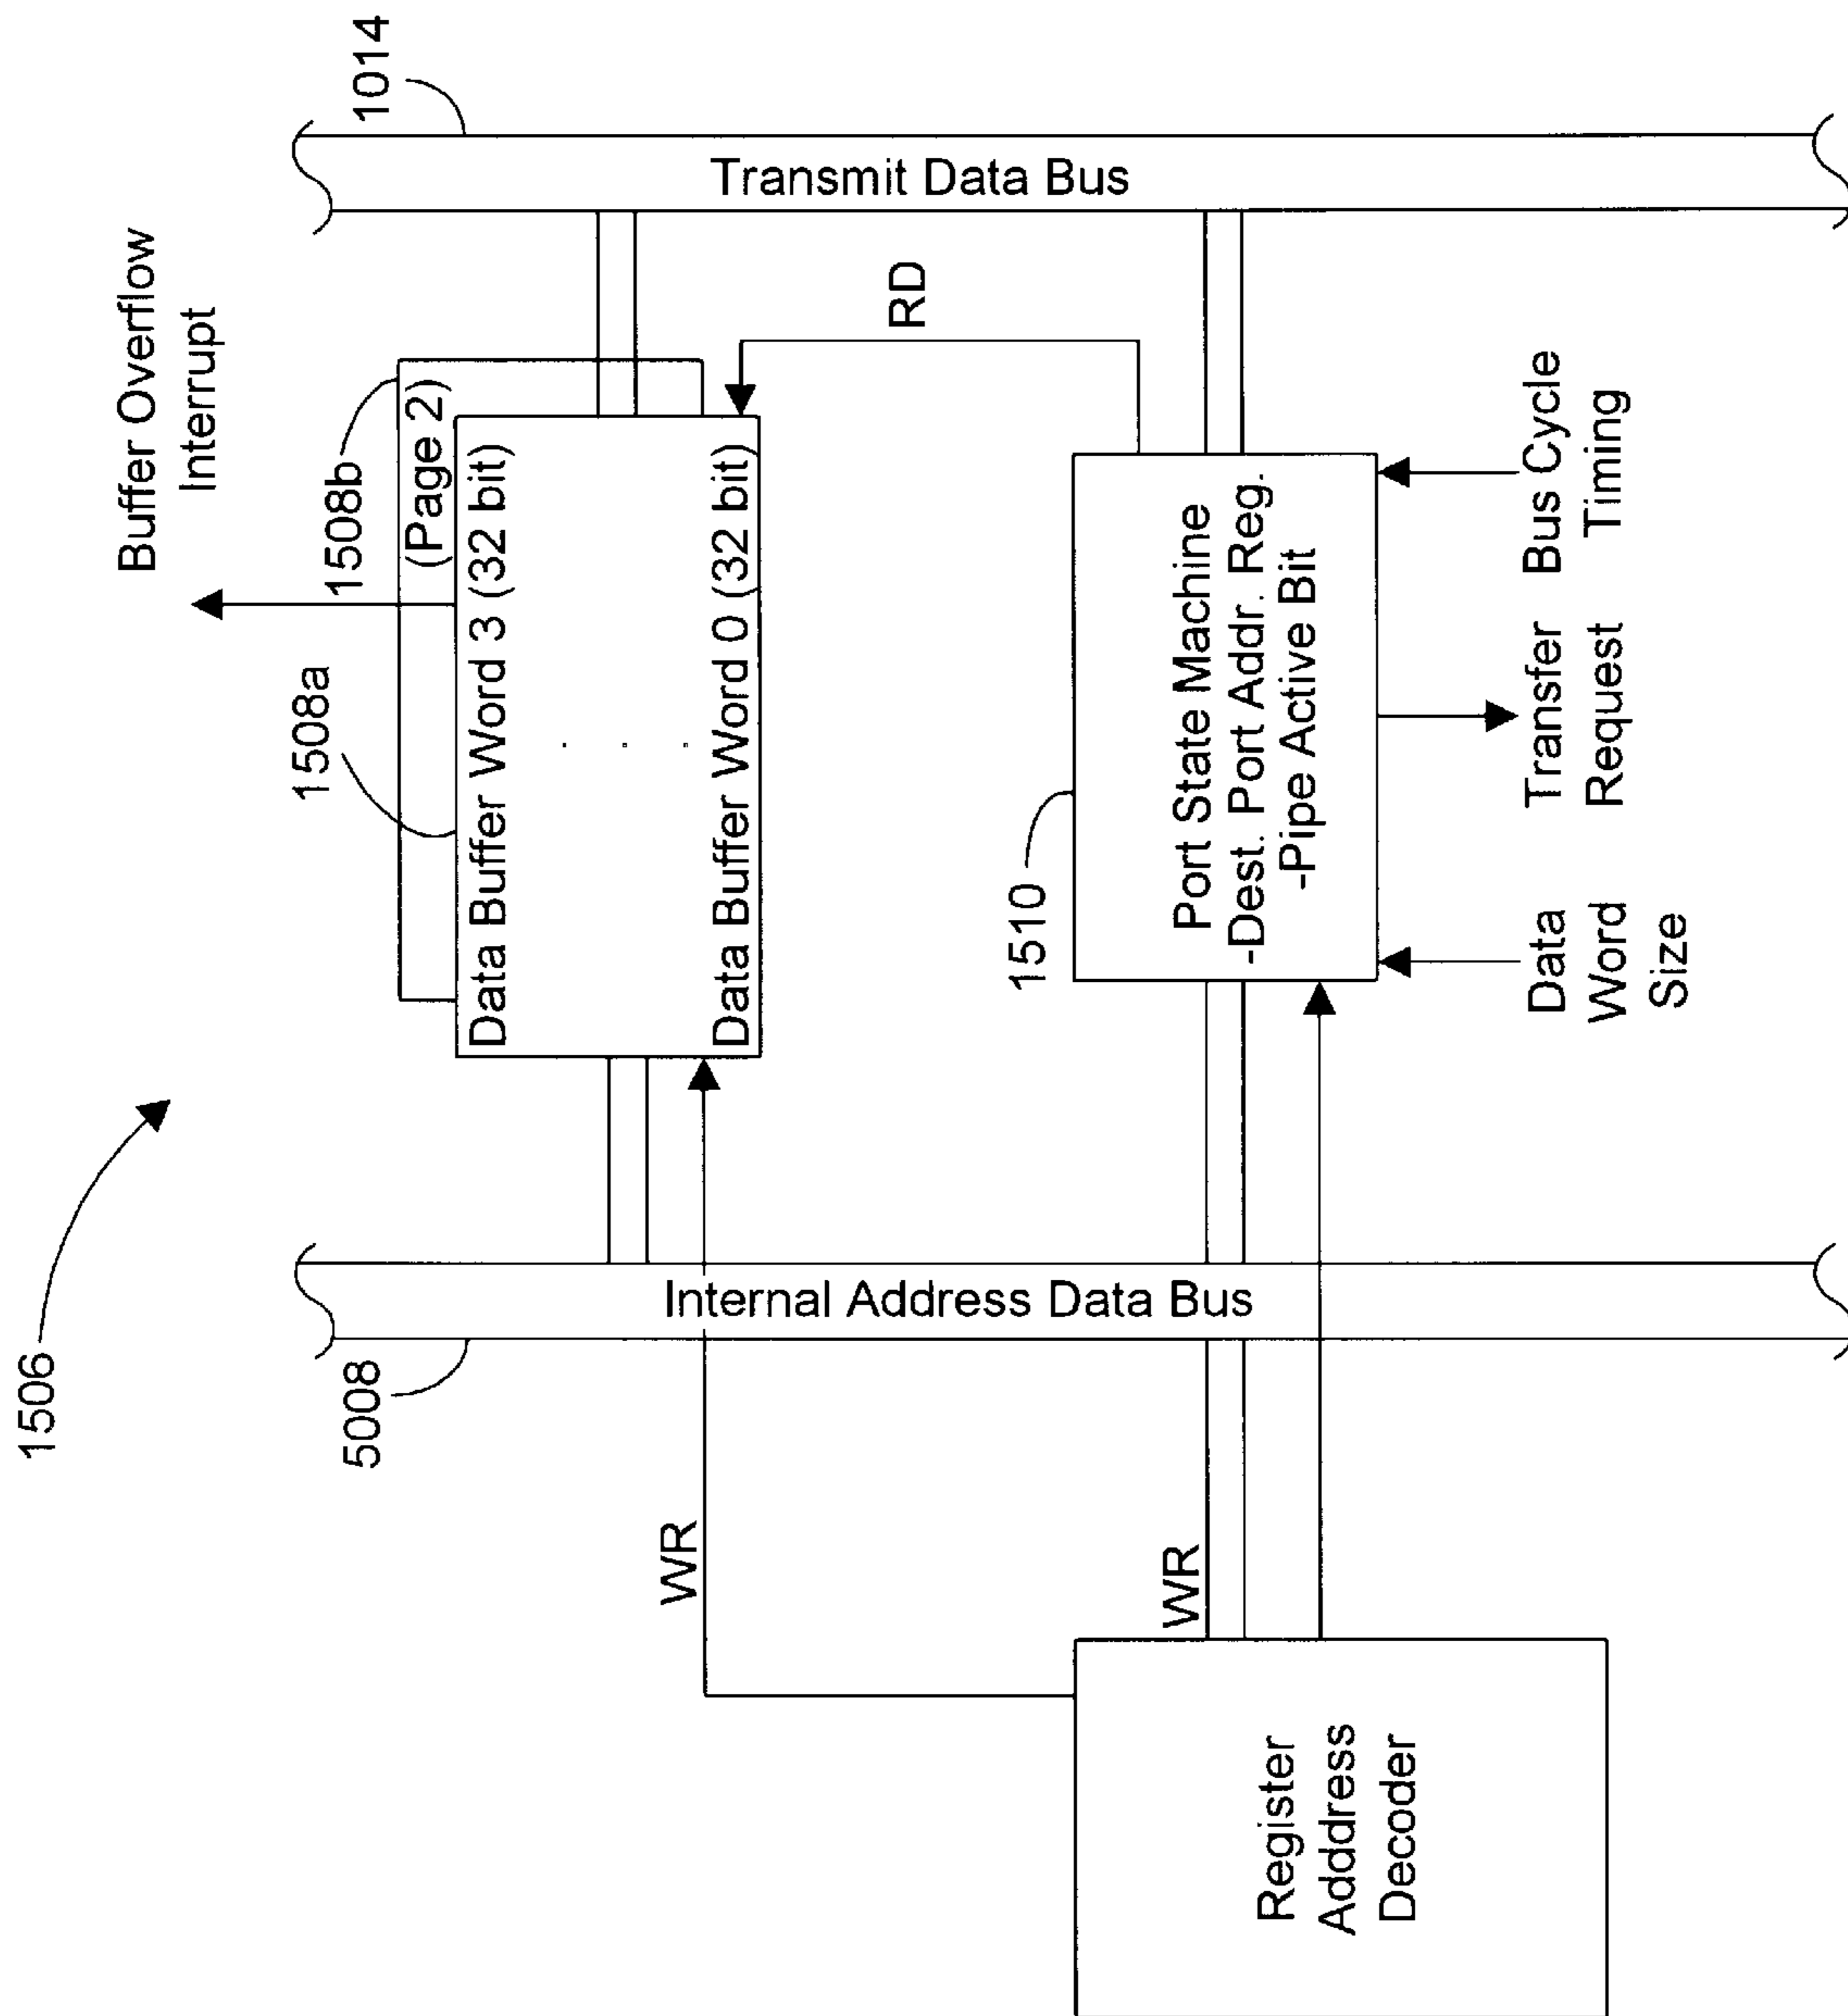 1506
Buffer Overflow
Interrupt
5008
1508a
1508b
1014
(Page 2)
Data Buffer Word 3 (32 bit)
. . .
Data Buffer Word 0 (32 bit)
WR
RD
Internal Address Data Bus
Transmit Data Bus
1510
WR
Port State Machine
-Dest. Port Addr. Reg.
-Pipe Active Bit
Register
Adddress
Decoder
Data
Word
Size
Transfer
Request
Bus Cycle
Timing